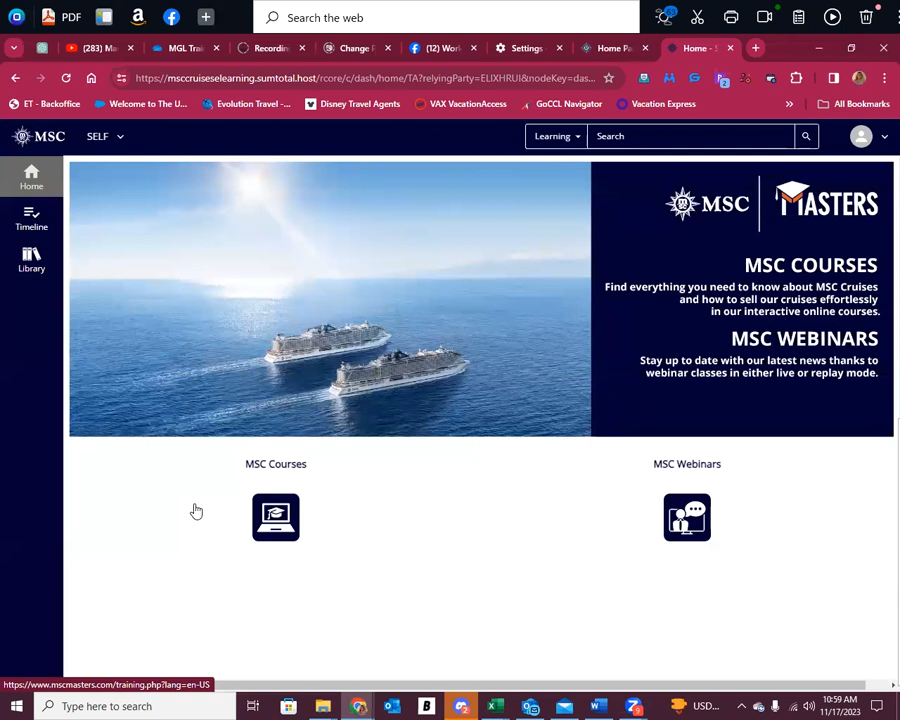 PDF
Search the web
(283) Ma
MGL Trai
Recordin
Change P
(12) Work
Settings
Home Pa
Home - S
https://msccruiseselearning.sumtotal.host/rcore/c/dash/home/TA?relyingParty=ELIXHRUI&nodeKey=das...
ET - Backoffice
Welcome to The U...
Evolution Travel -...
Disney Travel Agents
VAX VacationAccess
GoCCL Navigator
Vacation Express
All Bookmarks
MSC
SELF
Learning
Search
Home
Timeline
Library
MSC
MASTERS
MSC COURSES
Find everything you need to know about MSC Cruises
and how to sell our cruises effortlessly
in our interactive online courses.
MSC WEBINARS
Stay up to date with our latest news thanks to
webinar classes in either live or replay mode.
MSC Courses
MSC Webinars
https://www.mscmasters.com/training.php?lang=en-US
Type here to search
USD...
10:59 AM
11/17/2023